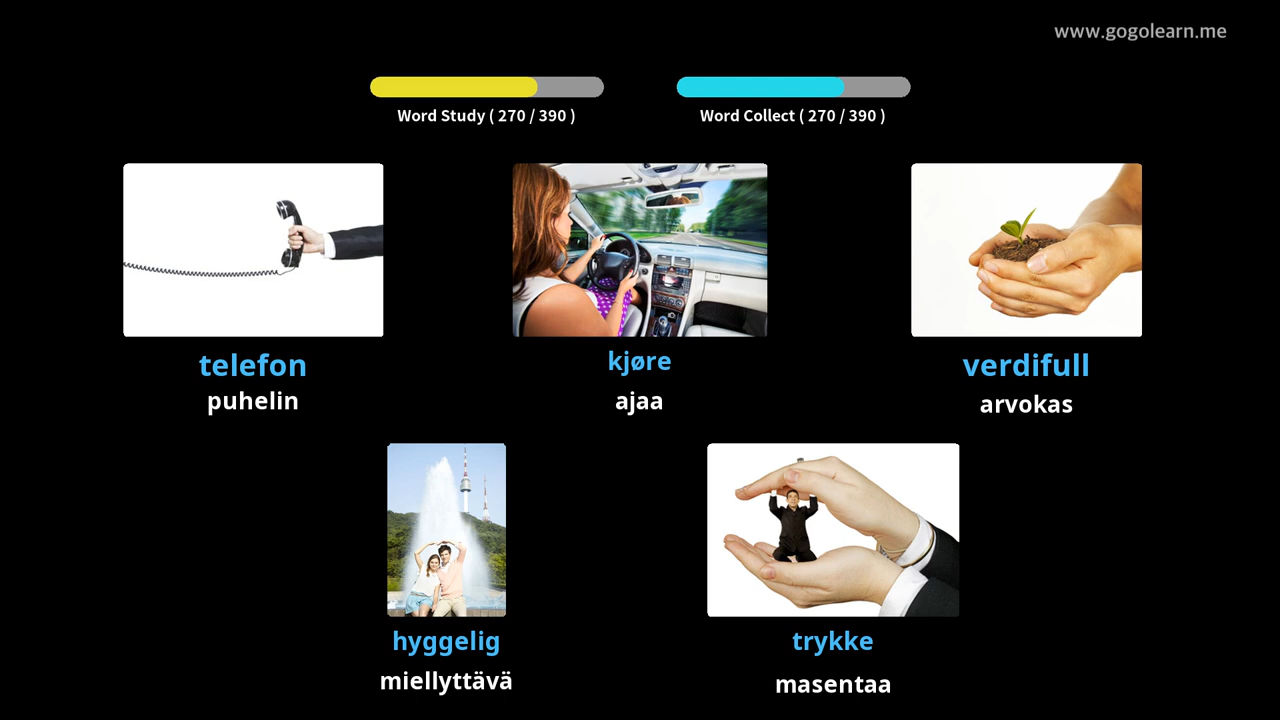 www.gogolearn.me
Word Study ( 270 / 390 )
Word Collect ( 270 / 390 )
telefon
puhelin
kjøre
ajaa
verdifull
arvokas
hyggelig
miellyttävä
trykke
masentaa